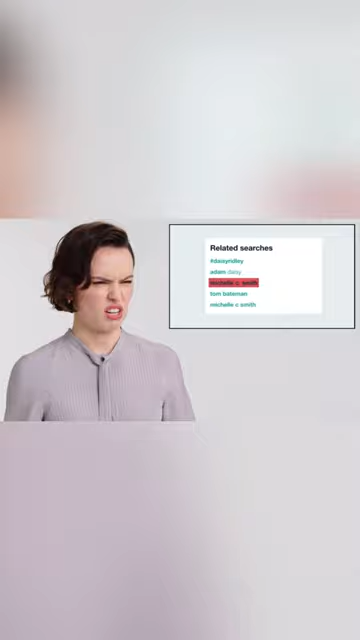 Related searches
#daisyridley
adam daisy
michelle c smith
tom bateman
michelle c smith